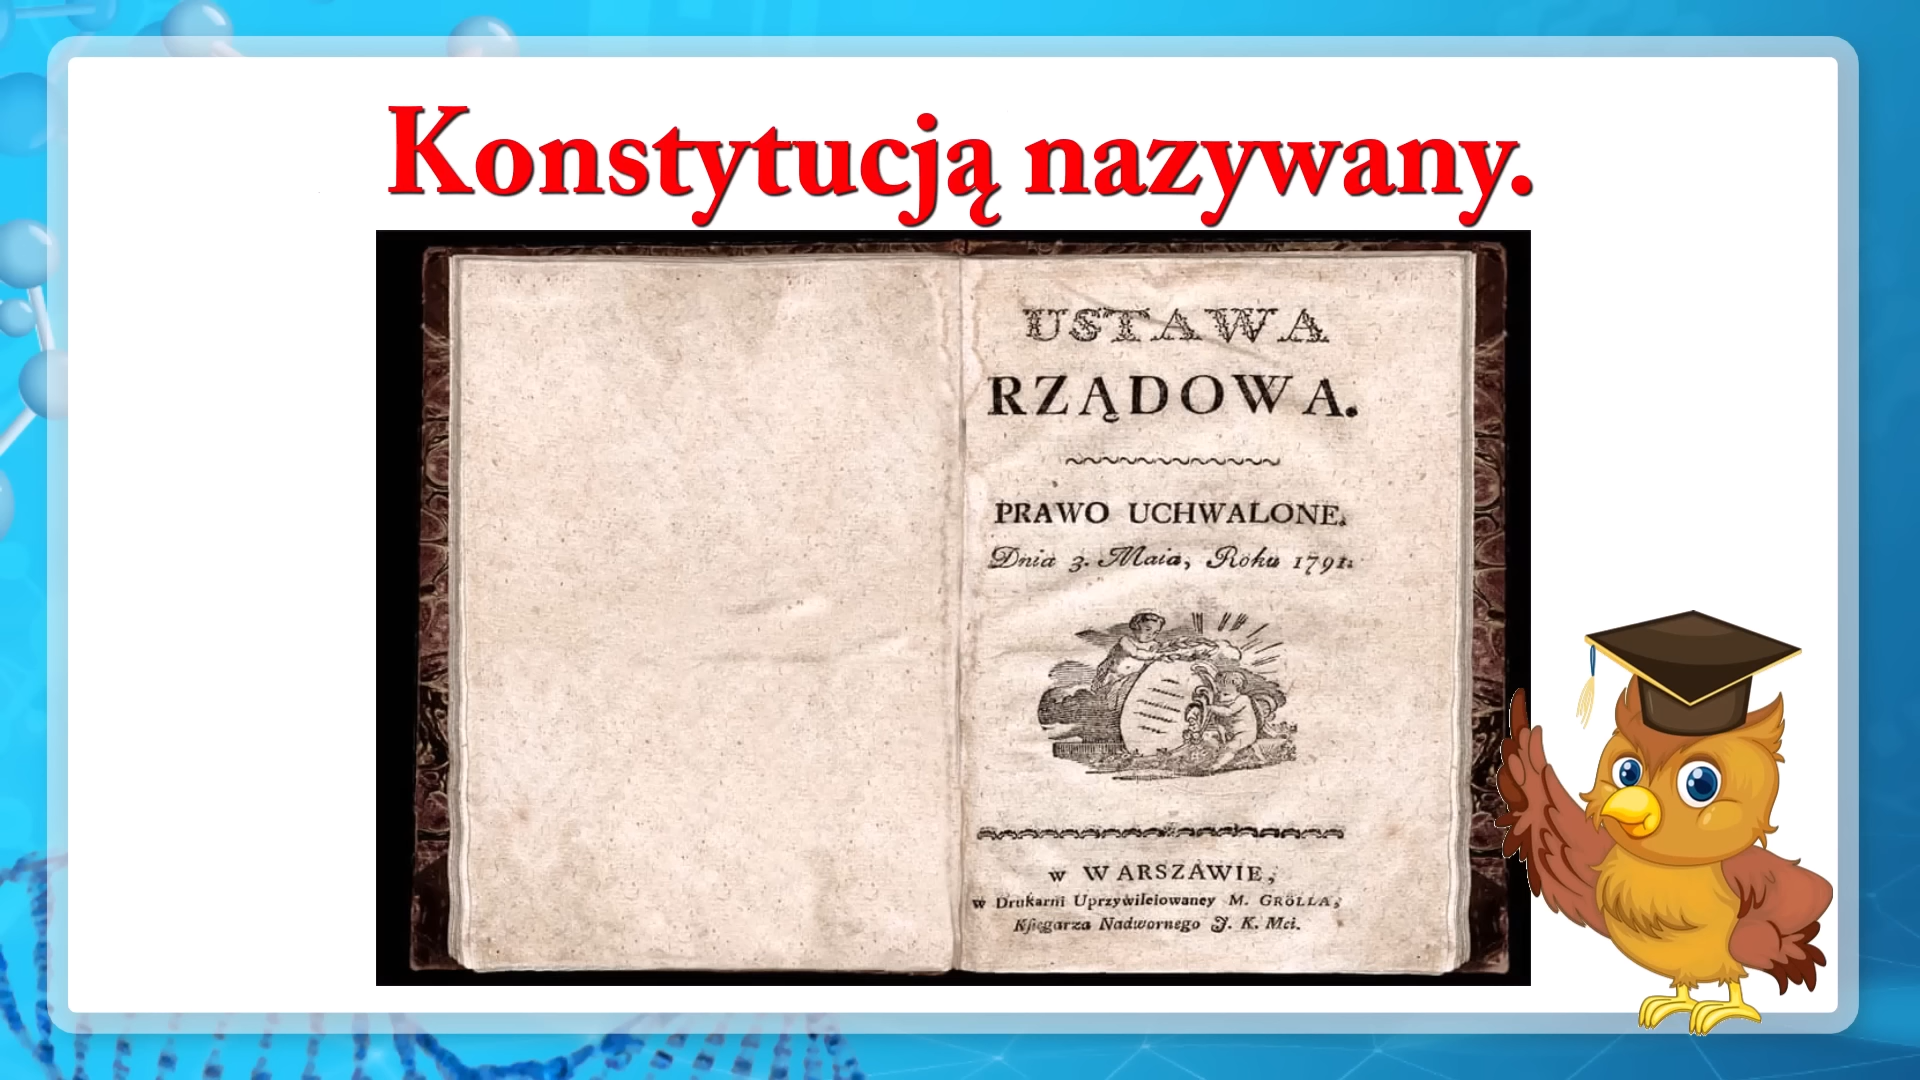 Konstytucją nazywany.
USTAWA
RZĄDOWA.
PRAWO UCHWALONE.
Dnia 3. Maia, Roku 1791.
w WARSZAWIE,
w Drukarni Uprzywileiowaney M. GRÖLLA,
Księgarza Nadwornego J. K. Mci.